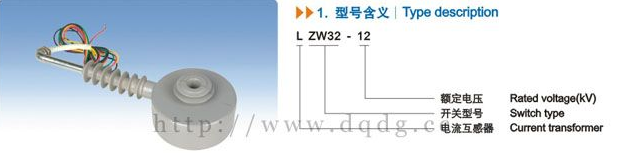 1. 型号含义 | Type description
L ZW32 - 12
额定电压 Rated voltage(kV)
开关型号 Switch type
电流互感器 Current transformer
http://www.dqdg.com